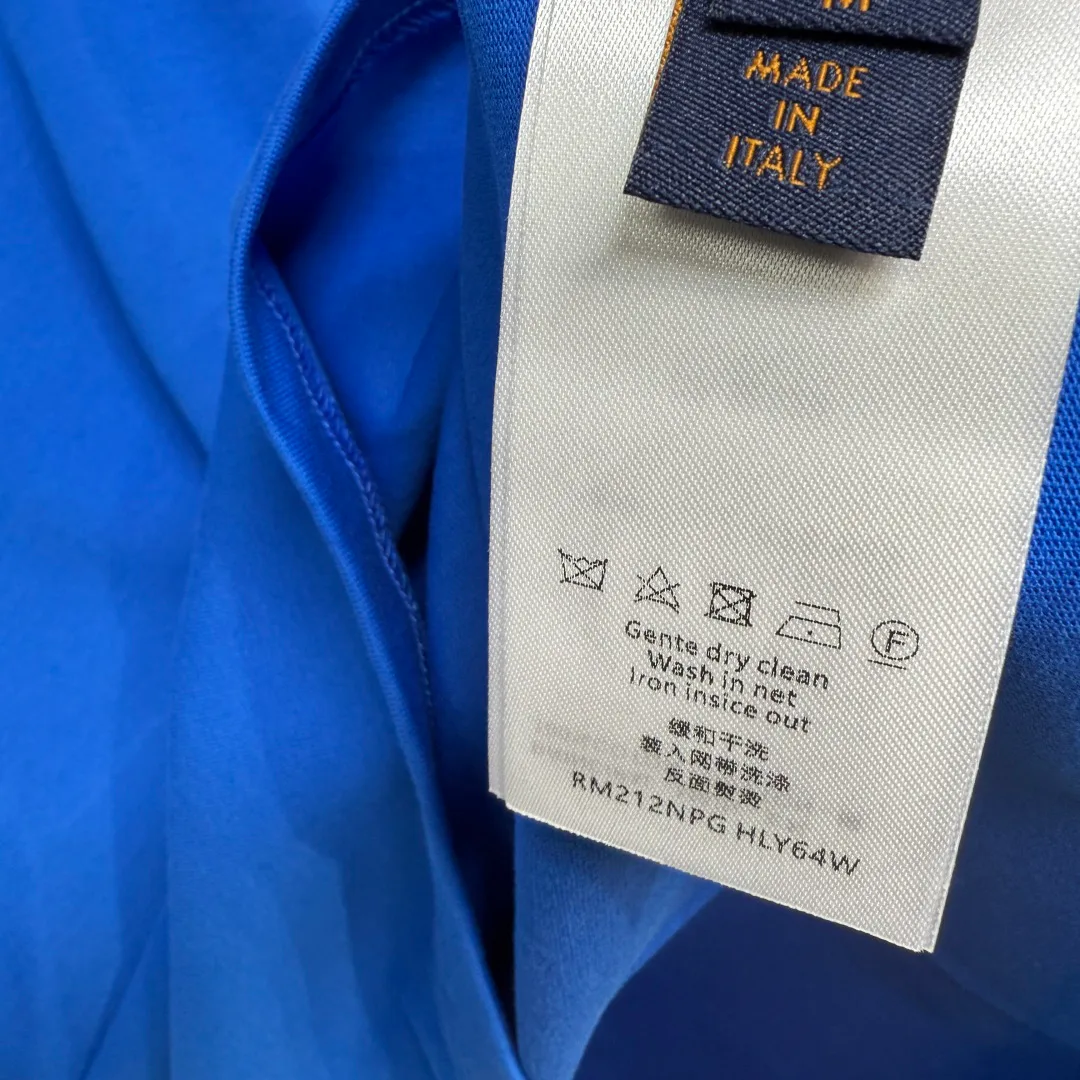 M
MADE
IN
ITALY
F
Gente dry clean
Wash in net
Iron insice out
缓和干洗
装入网
洗涤
反面熨烫
RM212NPG HLY64W